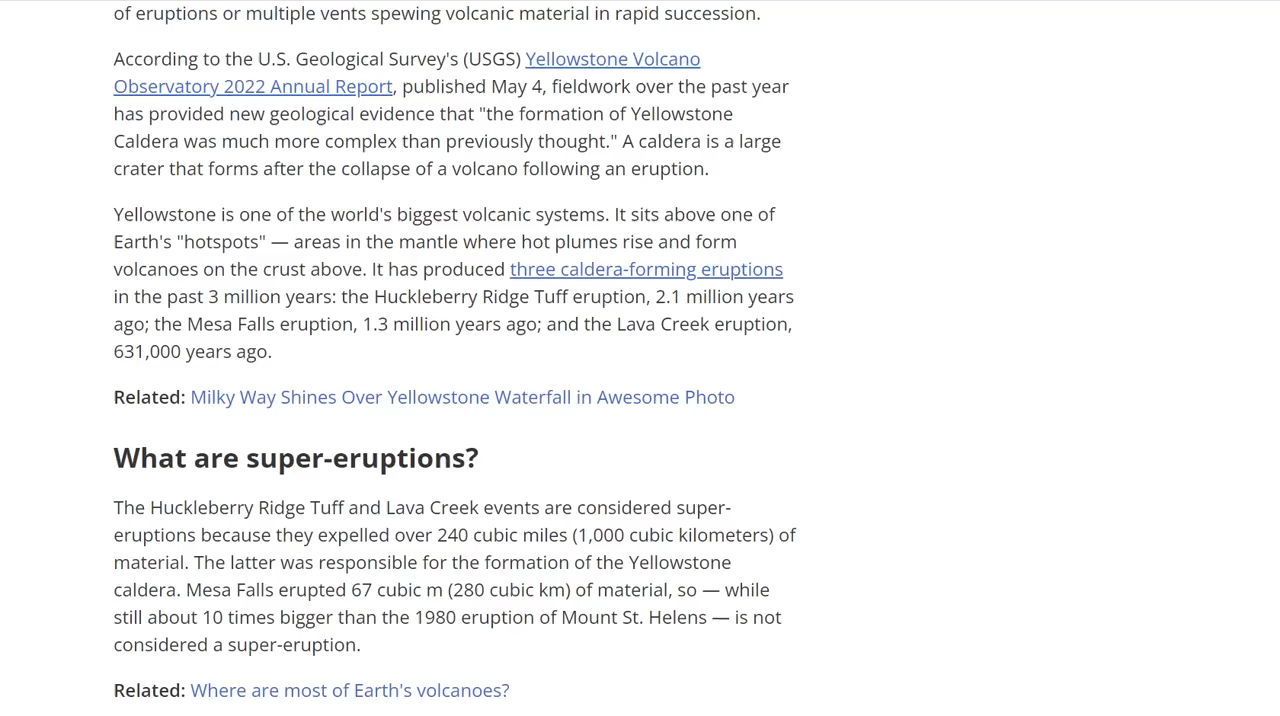 of eruptions or multiple vents spewing volcanic material in rapid succession.
According to the U.S. Geological Survey's (USGS) Yellowstone Volcano
Observatory 2022 Annual Report, published May 4, fieldwork over the past year
has provided new geological evidence that "the formation of Yellowstone
Caldera was much more complex than previously thought." A caldera is a large
crater that forms after the collapse of a volcano following an eruption.
Yellowstone is one of the world's biggest volcanic systems. It sits above one of
Earth's "hotspots" — areas in the mantle where hot plumes rise and form
volcanoes on the crust above. It has produced three caldera-forming eruptions
in the past 3 million years: the Huckleberry Ridge Tuff eruption, 2.1 million years
ago; the Mesa Falls eruption, 1.3 million years ago; and the Lava Creek eruption,
631,000 years ago.
Related: Milky Way Shines Over Yellowstone Waterfall in Awesome Photo
What are super-eruptions?
The Huckleberry Ridge Tuff and Lava Creek events are considered super-
eruptions because they expelled over 240 cubic miles (1,000 cubic kilometers) of
material. The latter was responsible for the formation of the Yellowstone
caldera. Mesa Falls erupted 67 cubic m (280 cubic km) of material, so — while
still about 10 times bigger than the 1980 eruption of Mount St. Helens — is not
considered a super-eruption.
Related: Where are most of Earth's volcanoes?